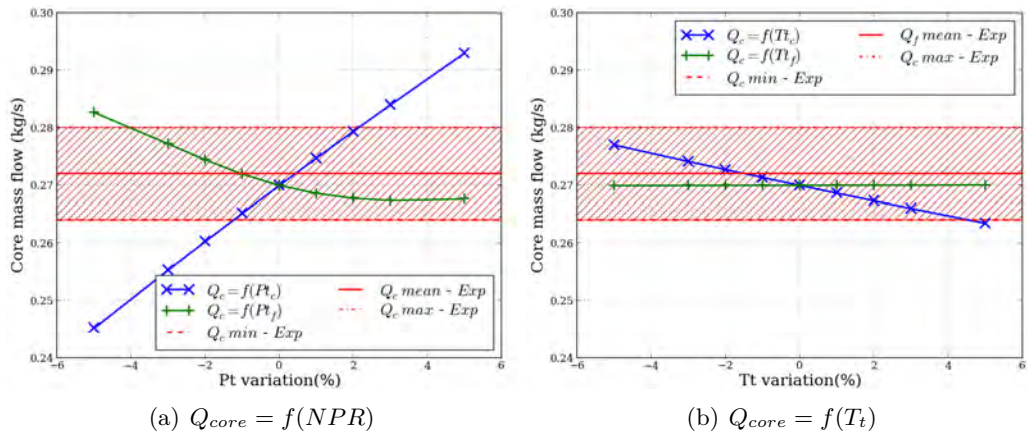 0.30
0.29
0.28
0.27
0.26
0.25
0.24
Core mass flow (kg/s)
Q_c = f(Pt_c)
Q_c = f(Pt_f)
Q_c min - Exp
Q_c mean - Exp
Q_c max - Exp
−6 −4 −2 0 2 4 6
Pt variation(%)
(a) Q_core = f(NPR)
0.30
0.29
0.28
0.27
0.26
0.25
0.24
Core mass flow (kg/s)
Q_c = f(Tt_c)
Q_c = f(Tt_f)
Q_c min - Exp
Q_f mean - Exp
Q_c max - Exp
−6 −4 −2 0 2 4 6
Tt variation(%)
(b) Q_core = f(T_t)